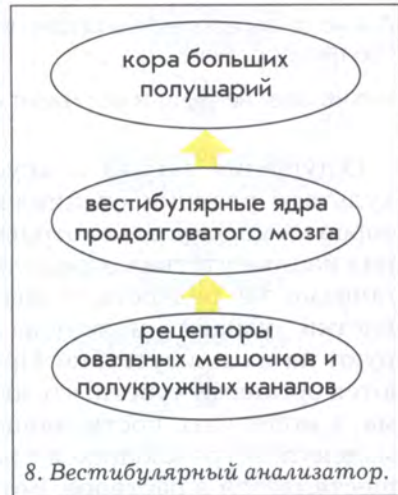 кора больших
полушарий
вестибулярные ядра
продолговатого мозга
рецепторы
овальных мешочков и
полукружных каналов
8. Вестибулярный анализатор.